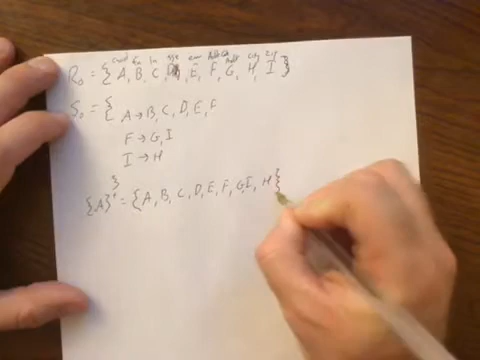 R₀ = { A, B, C, D, E, F, G, H, I }
S₀ = { A → B, C, D, E, F
F → G, I
I → H
}
{A}⁺ = { A, B, C, D, E, F, G, I, H }